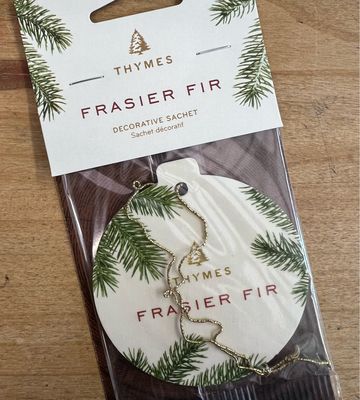 THYMES
FRASIER FIR
DECORATIVE SACHET
Sachet décoratif
THYMES
FRASIER FIR